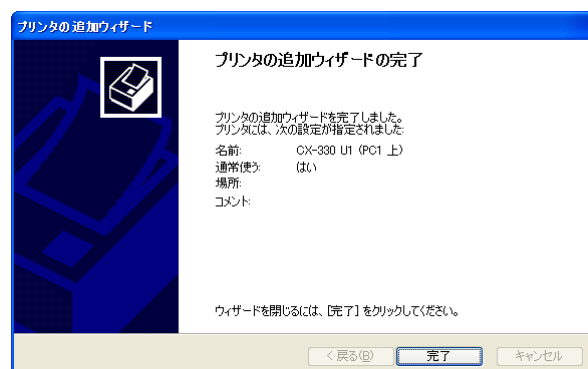 プリンタの追加ウィザード
プリンタの追加ウィザードの完了
プリンタの追加ウィザードを完了しました。
プリンタには、次の設定が指定されました:
名前: CX-330 U1 (PC1 上)
通常使う: はい
場所:
コメント:
ウィザードを閉じるには、[完了] をクリックしてください。
< 戻る(B) 完了 キャンセル